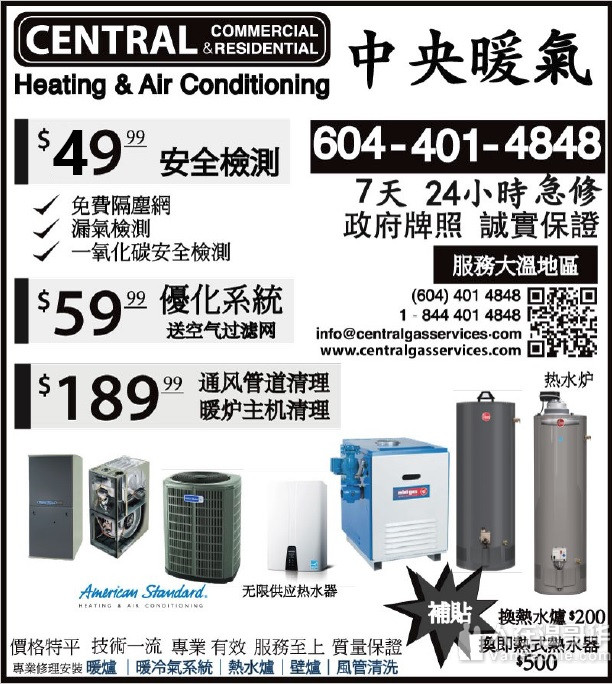 CENTRAL COMMERCIAL & RESIDENTIAL
Heating & Air Conditioning
中央暖氣
$49.99 安全檢測
免費隔塵網
漏氣檢測
一氧化碳安全檢測
604-401-4848
7天 24小時急修
政府牌照 誠實保證
服務大溫地區
(604) 401 4848
1 - 844 401 4848
info@centralgasservices.com
www.centralgasservices.com
$59.99 優化系統
送空气过滤网
$189.99 通风管道清理
暖炉主机清理
热水炉
American Standard.
HEATING & AIR CONDITIONING
无限供应热水器
補貼
換熱水爐 $200
換即熱式熱水器
$500
價格特平 技術一流 專業有效 服務至上 質量保證
專業修理安裝 暖爐 | 暖冷氣系統 | 熱水爐 | 壁爐 | 風管清洗